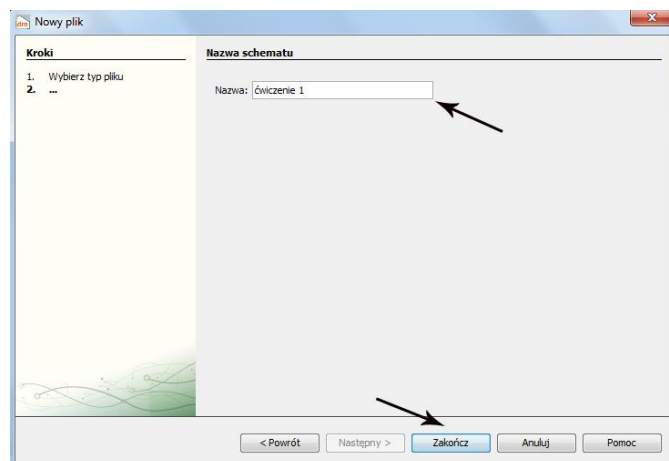 Nowy plik
Kroki
1. Wybierz typ pliku
2. ...
Nazwa schematu
Nazwa: ćwiczenie 1
< Powrót Następny > Zakończ Anuluj Pomoc